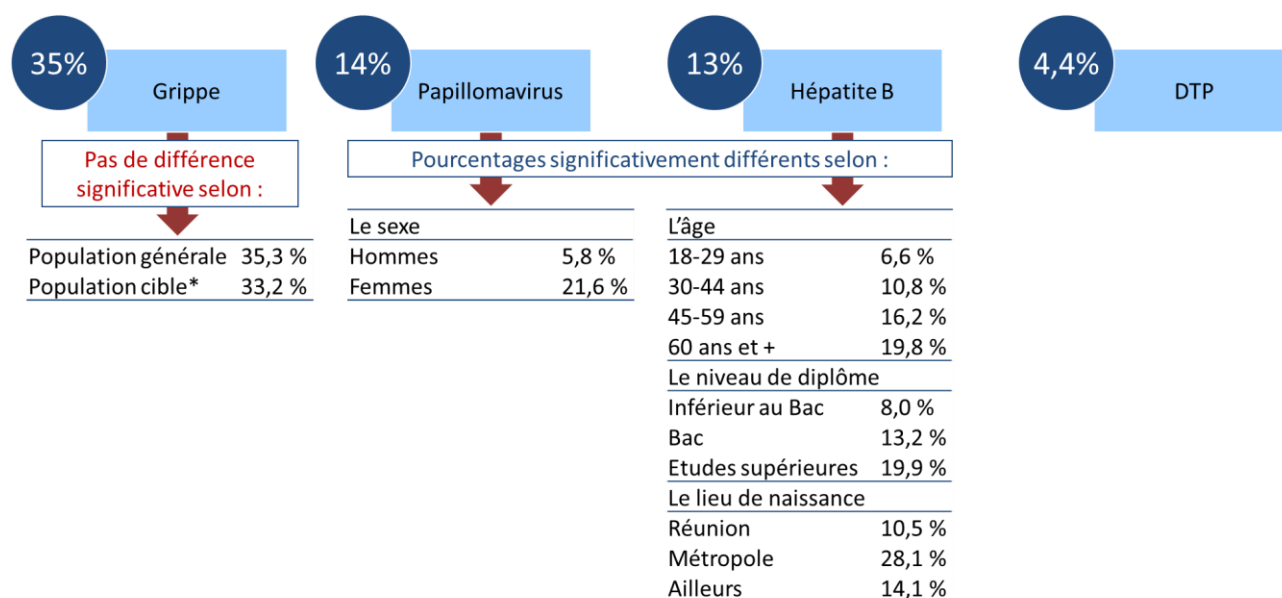 35%
Grippe
14%
Papillomavirus
13%
Hépatite B
4,4%
DTP
Pas de différence
significative selon :
Pourcentages significativement différents selon :
Population générale 35,3 %
Population cible* 33,2 %
Le sexe
Hommes 5,8 %
Femmes 21,6 %
L'âge
18-29 ans 6,6 %
30-44 ans 10,8 %
45-59 ans 16,2 %
60 ans et + 19,8 %
Le niveau de diplôme
Inférieur au Bac 8,0 %
Bac 13,2 %
Etudes supérieures 19,9 %
Le lieu de naissance
Réunion 10,5 %
Métropole 28,1 %
Ailleurs 14,1 %